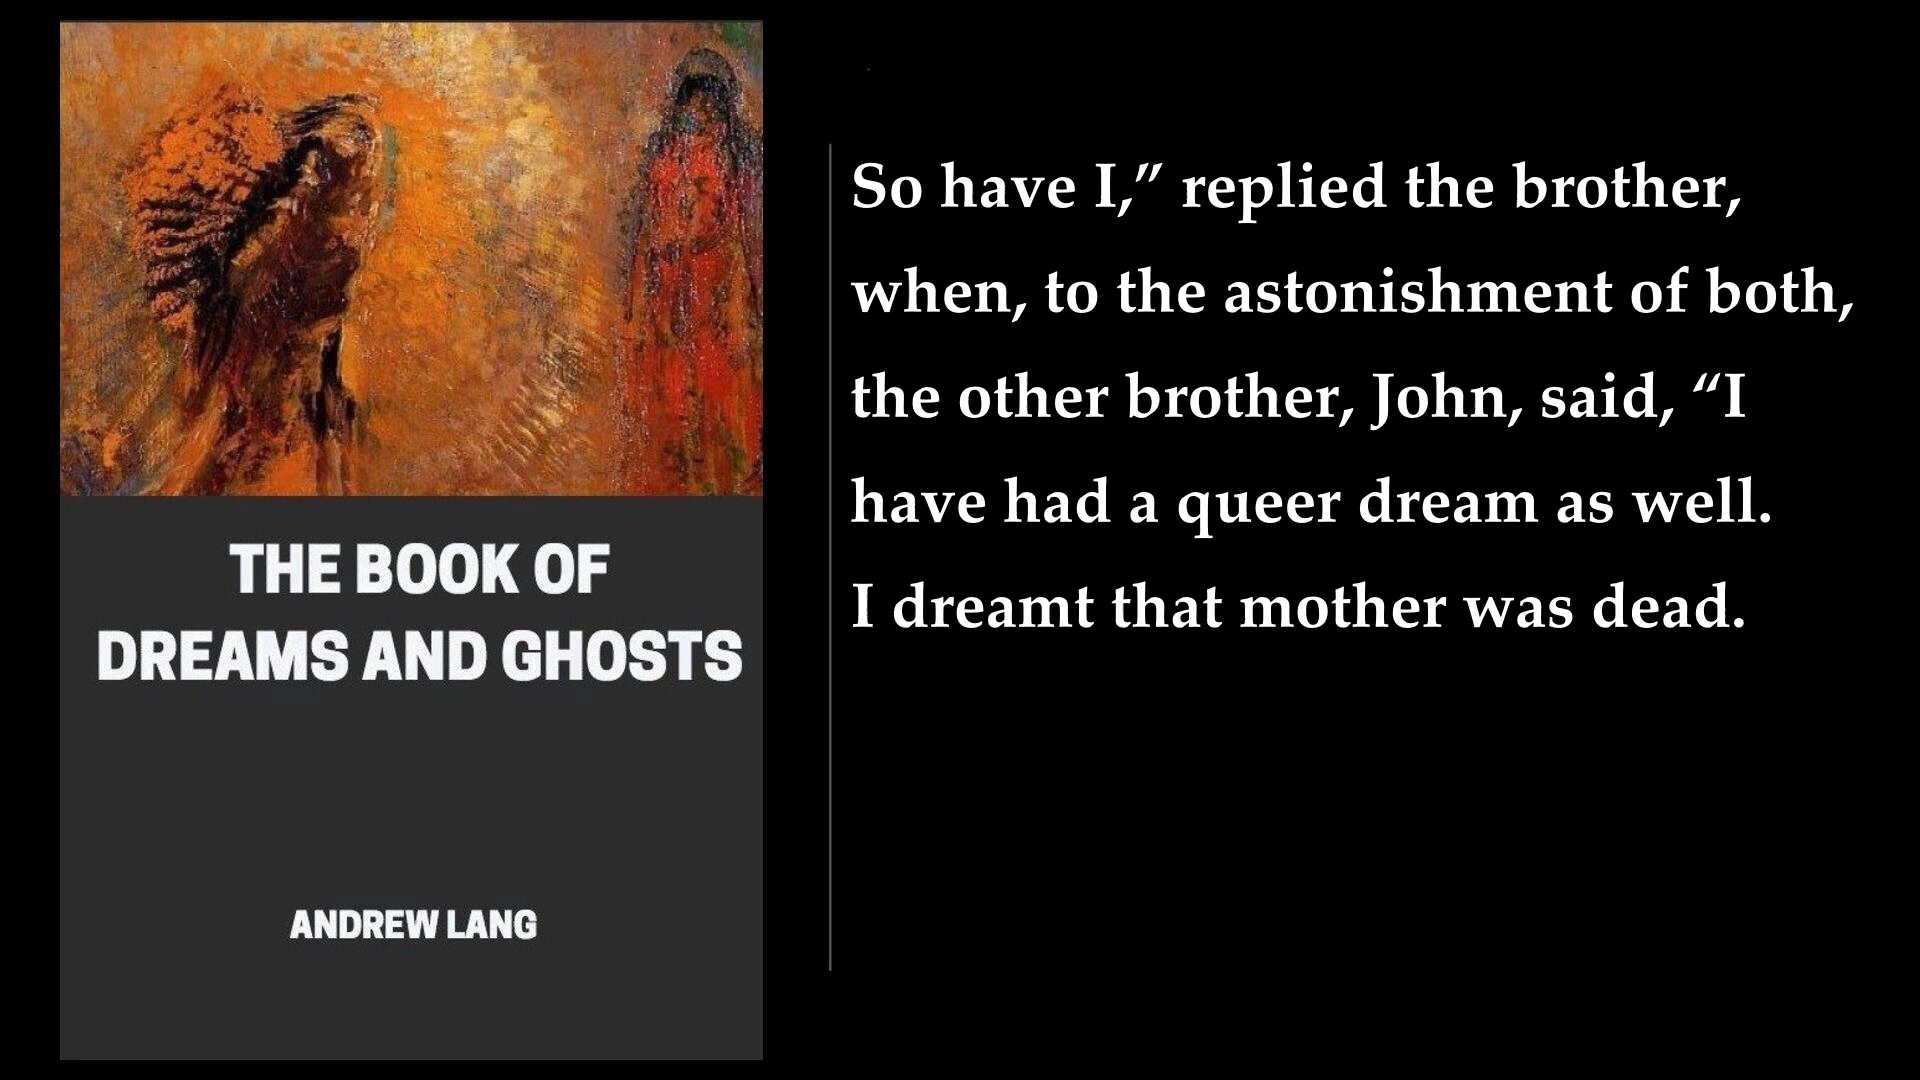 THE BOOK OF
DREAMS AND GHOSTS
ANDREW LANG
So have I,” replied the brother,
when, to the astonishment of both,
the other brother, John, said, “I
have had a queer dream as well.
I dreamt that mother was dead.